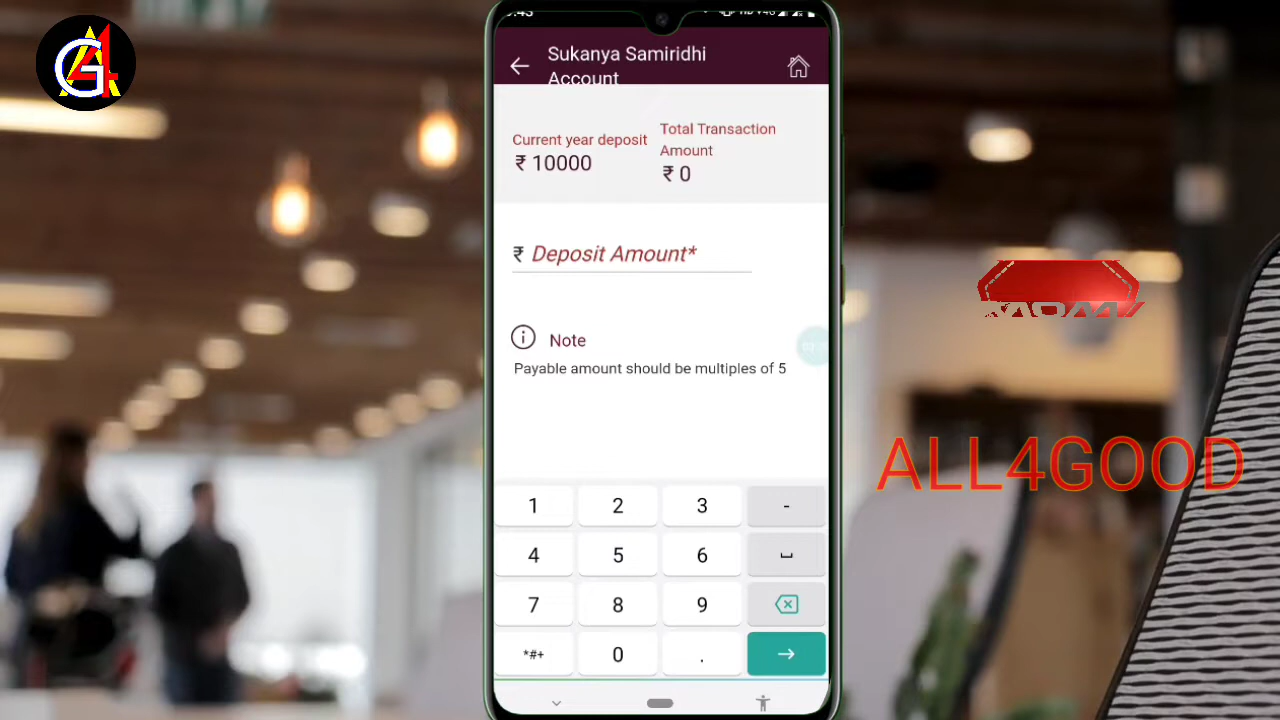 Sukanya Samiridhi
Account
Current year deposit
₹ 10000
Total Transaction
Amount
₹ 0
₹ Deposit Amount*
Note
Payable amount should be multiples of 5
ALL4GOOD
1 2 3 -
4 5 6
7 8 9
*#+ 0 .